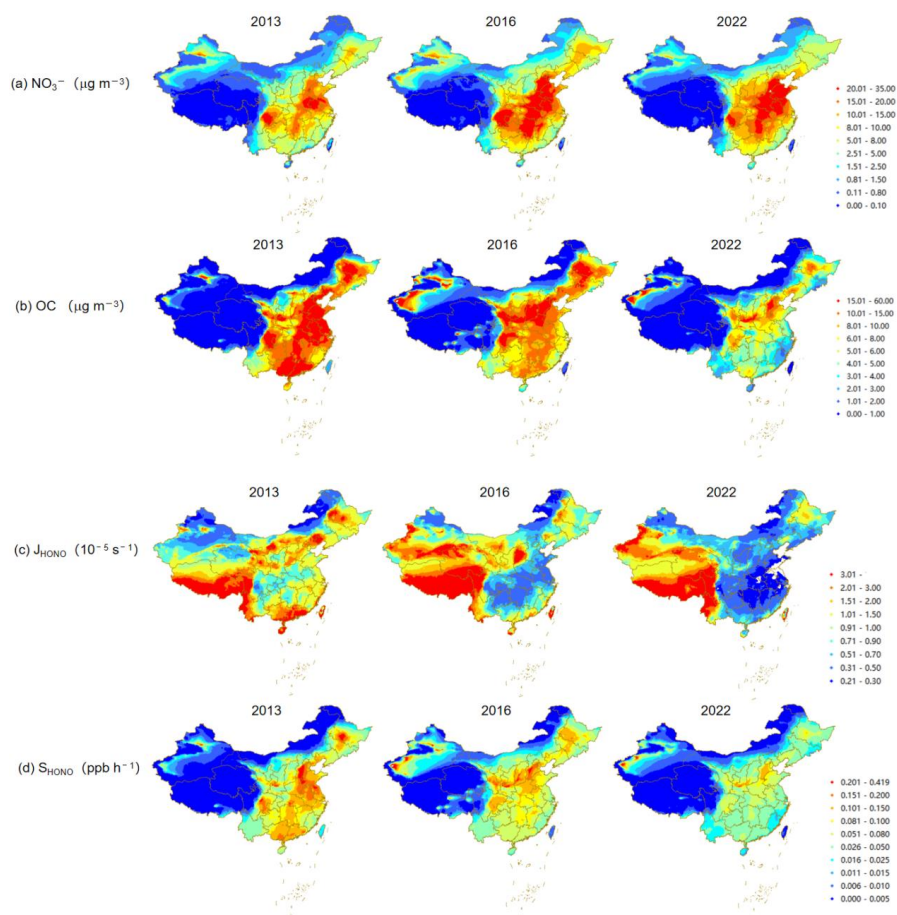 2013 2016 2022
(a) NO₃⁻ (μg m⁻³)
20.01 - 35.00
15.01 - 20.00
10.01 - 15.00
8.01 - 10.00
5.01 - 8.00
2.51 - 5.00
1.51 - 2.50
0.81 - 1.50
0.11 - 0.80
0.00 - 0.10
2013 2016 2022
(b) OC (μg m⁻³)
15.01 - 60.00
10.01 - 15.00
8.01 - 10.00
6.01 - 8.00
5.01 - 6.00
4.01 - 5.00
3.01 - 4.00
2.01 - 3.00
1.01 - 2.00
0.00 - 1.00
2013 2016 2022
(c) J_HONO (10⁻⁵ s⁻¹)
3.01 -
2.01 - 3.00
1.51 - 2.00
1.01 - 1.50
0.91 - 1.00
0.71 - 0.90
0.51 - 0.70
0.31 - 0.50
0.21 - 0.30
2013 2016 2022
(d) S_HONO (ppb h⁻¹)
0.201 - 0.419
0.151 - 0.200
0.101 - 0.150
0.081 - 0.100
0.051 - 0.080
0.026 - 0.050
0.016 - 0.025
0.011 - 0.015
0.006 - 0.010
0.000 - 0.005